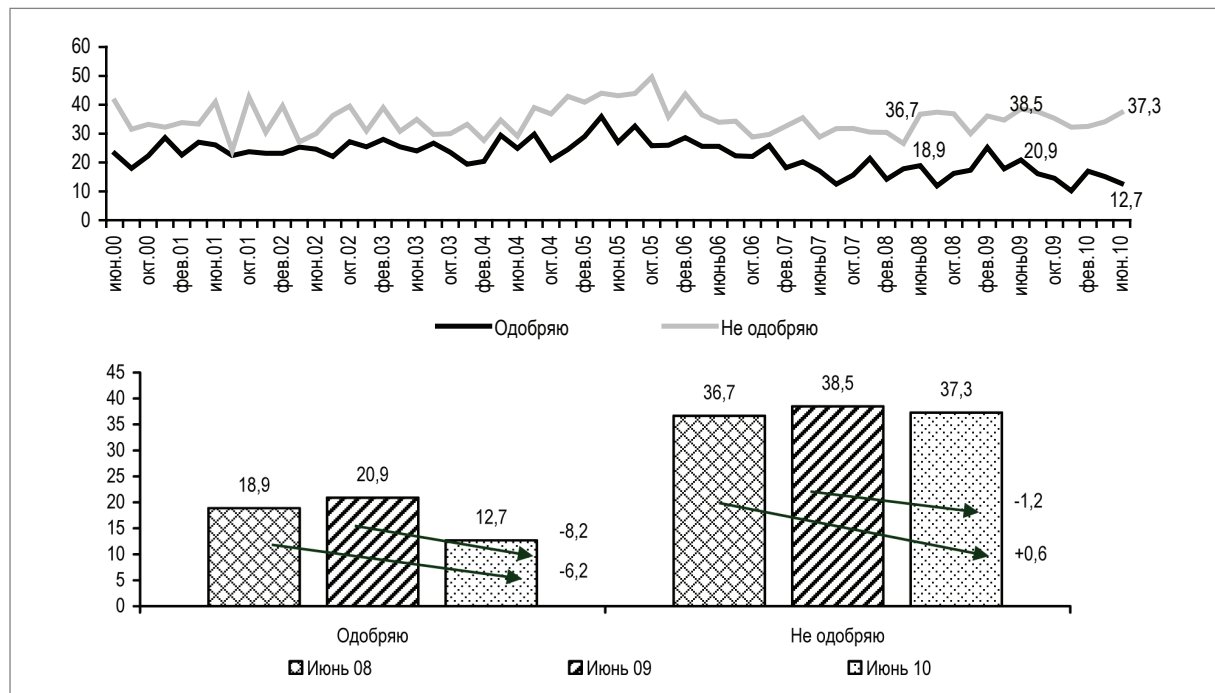 60
50
40
30
20
10
0
36,7
38,5
37,3
18,9
20,9
12,7
июн.00
окт.00
фев.01
июн.01
окт.01
фев.02
июн.02
окт.02
фев.03
июн.03
окт.03
фев.04
июн.04
окт.04
фев.05
июн.05
окт.05
фев.06
июнь06
окт.06
фев.07
июнь07
окт.07
фев.08
июнь08
окт.08
фев.09
июнь09
окт.09
фев.10
июн.10
Одобряю Не одобряю
45
40
35
30
25
20
15
10
5
0
18,9
20,9
12,7
-8,2
-6,2
36,7
38,5
37,3
-1,2
+0,6
Одобряю Не одобряю
Июнь 08 Июнь 09 Июнь 10